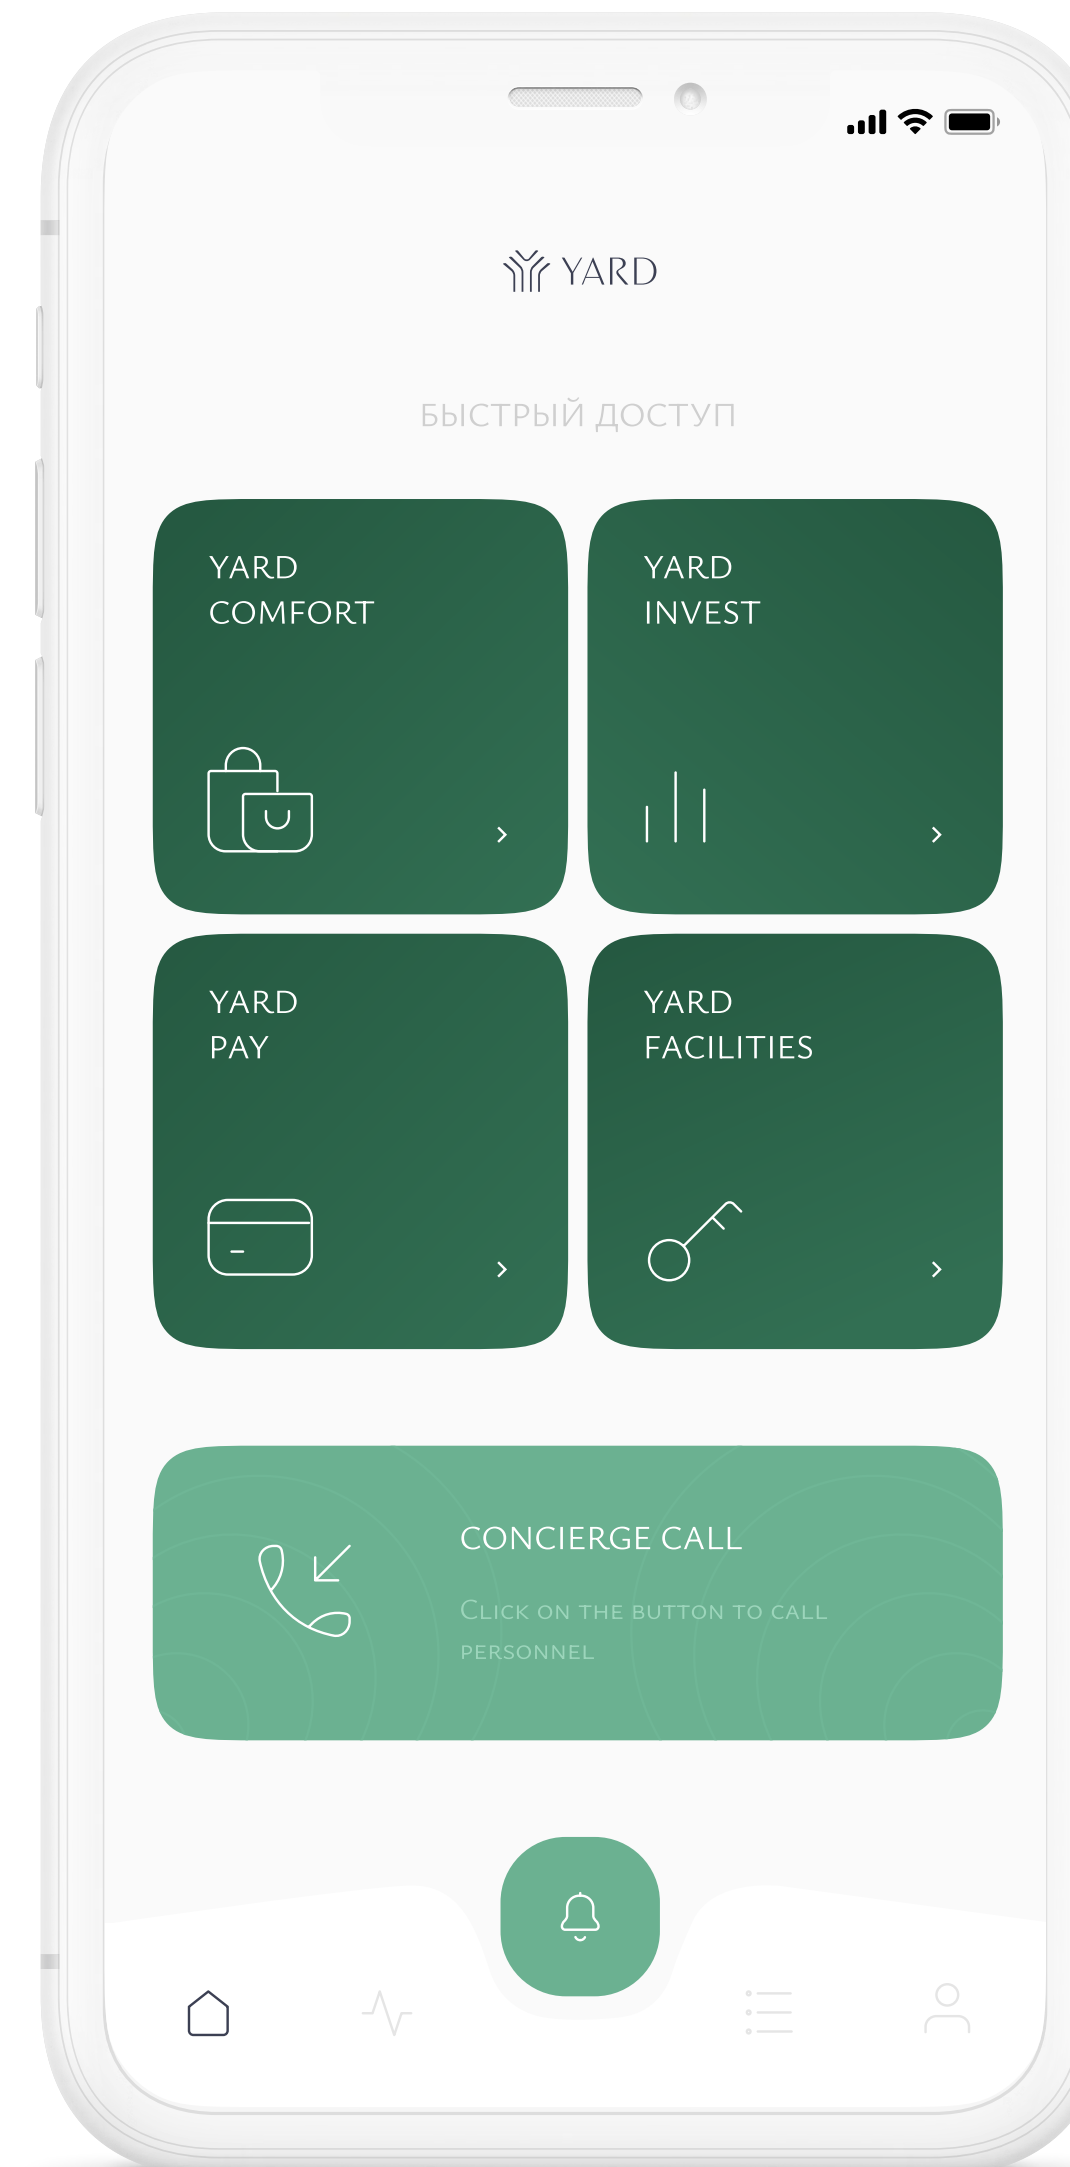 YARD
БЫСТРЫЙ ДОСТУП
YARD
COMFORT
YARD
INVEST
YARD
PAY
YARD
FACILITIES
CONCIERGE CALL
Click on the button to call
personnel